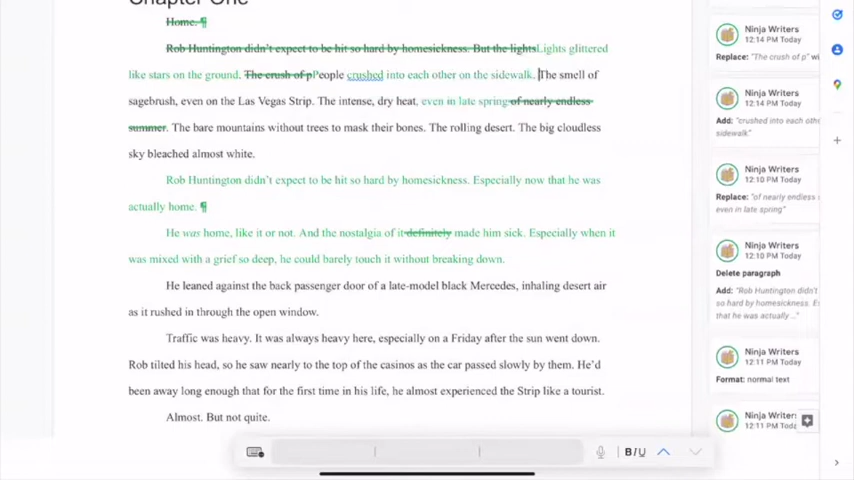 Chapter One
Home. ¶
Rob Huntington didn't expect to be hit so hard by homesickness. But the lightsLights glittered
like stars on the ground. The crush of pPeople crushed into each other on the sidewalk. The smell of
sagebrush, even on the Las Vegas Strip. The intense, dry heat, even in late spring of nearly endless
summer. The bare mountains without trees to mask their bones. The rolling desert. The big cloudless
sky bleached almost white.
Rob Huntington didn't expect to be hit so hard by homesickness. Especially now that he was
actually home. ¶
He was home, like it or not. And the nostalgia of it definitely made him sick. Especially when it
was mixed with a grief so deep, he could barely touch it without breaking down.
He leaned against the back passenger door of a late-model black Mercedes, inhaling desert air
as it rushed in through the open window.
Traffic was heavy. It was always heavy here, especially on a Friday after the sun went down.
Rob tilted his head, so he saw nearly to the top of the casinos as the car passed slowly by them. He'd
been away long enough that for the first time in his life, he almost experienced the Strip like a tourist.
Almost. But not quite.
Ninja Writers
12:14 PM Today
Replace: "The crush of p" wi
Ninja Writers
12:14 PM Today
Add: "crushed into each othe
sidewalk"
Ninja Writers
12:10 PM Today
Replace: "of nearly endless
even in late spring"
Ninja Writers
12:10 PM Today
Delete paragraph
Add: "Rob Huntington didn't
so hard by homesickness. Es
that he was actually ..."
Ninja Writers
12:11 PM Today
Format: normal text
Ninja Writers
12:11 PM Toda
B I U